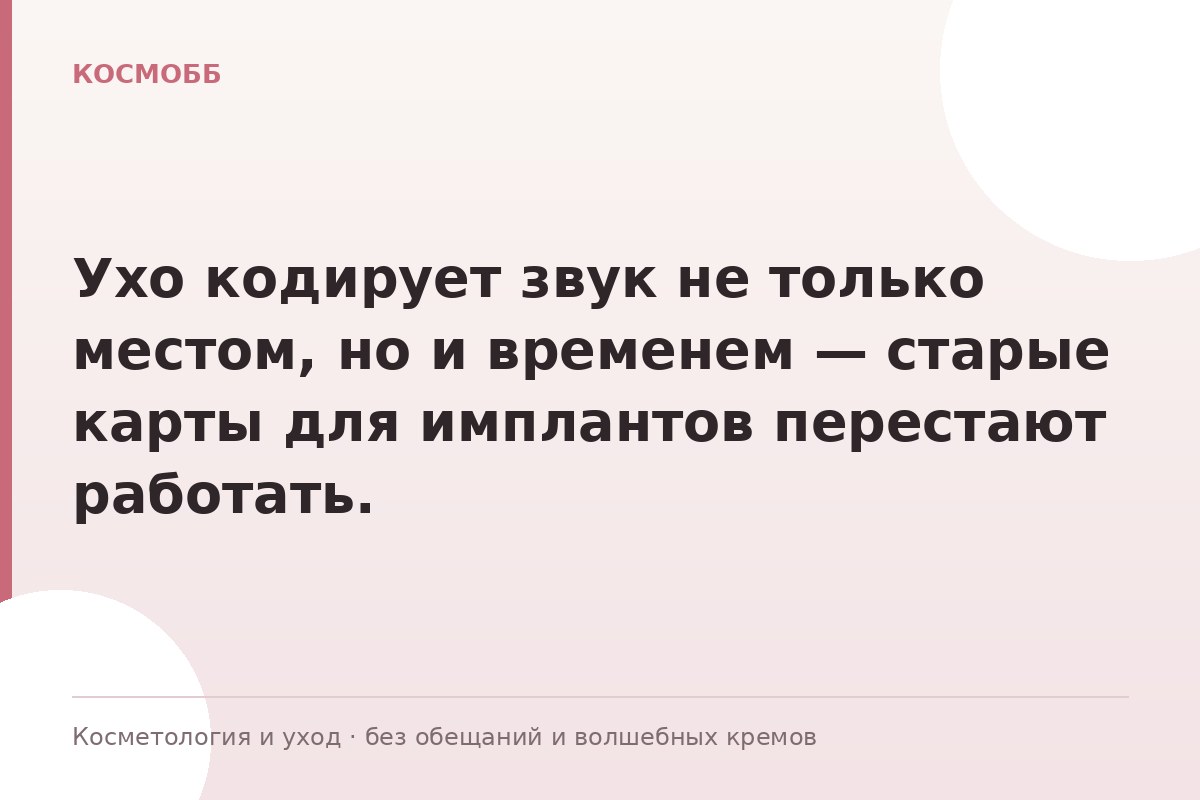 КОСМОББ
Ухо кодирует звук не только
местом, но и временем — старые
карты для имплантов перестают
работать.
Косметология и уход · без обещаний и волшебных кремов